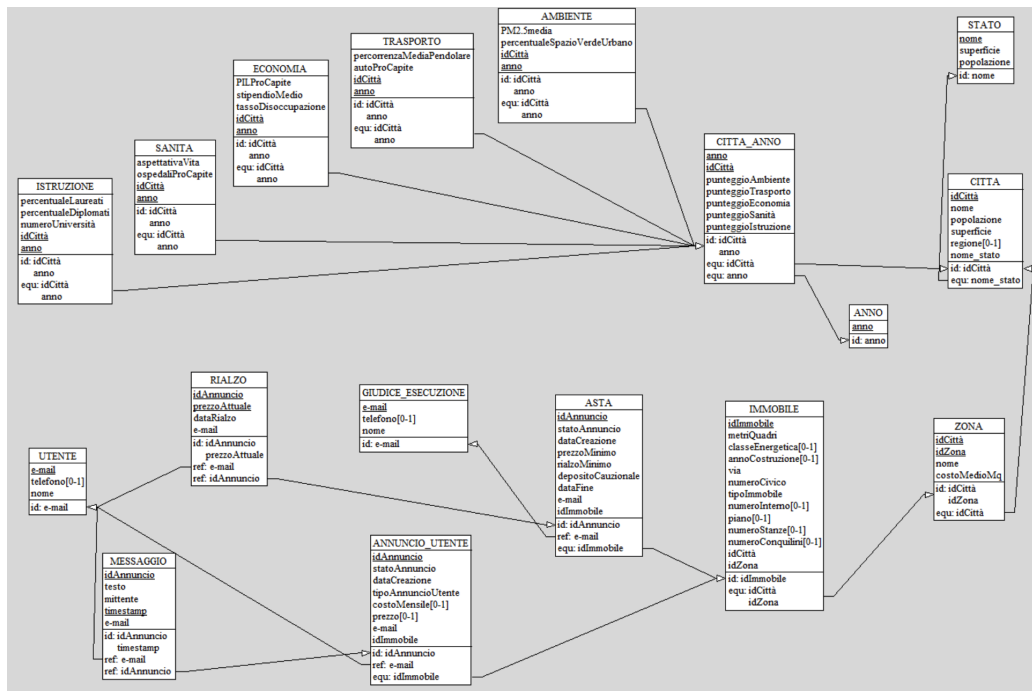 AMBIENTE
PM2.5media
percentualeSpazioVerdeUrbano
idCittà
anno
id: idCittà
anno
equ: idCittà
anno
STATO
nome
superficie
popolazione
id: nome
TRASPORTO
percorrenzaMediaPendolare
autoProCapite
idCittà
anno
id: idCittà
anno
equ: idCittà
anno
ECONOMIA
PILProCapite
stipendioMedio
tassoDisoccupazione
idCittà
anno
id: idCittà
anno
equ: idCittà
anno
SANITA
aspettativaVita
ospedaliProCapite
idCittà
anno
id: idCittà
anno
equ: idCittà
anno
ISTRUZIONE
percentualeLaureati
percentualeDiplomati
numeroUniversità
idCittà
anno
id: idCittà
anno
equ: idCittà
anno
CITTA_ANNO
anno
idCittà
punteggioAmbiente
punteggioTrasporto
punteggioEconomia
punteggioSanità
punteggioIstruzione
id: idCittà
anno
equ: idCittà
equ: anno
CITTA
idCittà
nome
popolazione
superficie
regione[0-1]
nome_stato
id: idCittà
equ: nome_stato
ANNO
anno
id: anno
RIALZO
idAnnuncio
prezzoAttuale
dataRialzo
e-mail
id: idAnnuncio
prezzoAttuale
ref: e-mail
ref: idAnnuncio
GIUDICE_ESECUZIONE
e-mail
telefono[0-1]
nome
id: e-mail
ASTA
idAnnuncio
statoAnnuncio
dataCreazione
prezzoMinimo
rialzoMinimo
depositoCauzionale
dataFine
e-mail
idImmobile
id: idAnnuncio
ref: e-mail
equ: idImmobile
IMMOBILE
idImmobile
metriQuadri
classeEnergetica[0-1]
annoCostruzione[0-1]
via
numeroCivico
tipoImmobile
numeroInterno[0-1]
piano[0-1]
numeroStanze[0-1]
numeroConquilini[0-1]
idCittà
idZona
id: idImmobile
equ: idCittà
idZona
ZONA
idCittà
idZona
nome
costoMedioMq
id: idCittà
idZona
equ: idCittà
UTENTE
e-mail
telefono[0-1]
nome
id: e-mail
MESSAGGIO
idAnnuncio
testo
mittente
timestamp
e-mail
id: idAnnuncio
timestamp
ref: e-mail
ref: idAnnuncio
ANNUNCIO_UTENTE
idAnnuncio
statoAnnuncio
dataCreazione
tipoAnnuncioUtente
costoMensile[0-1]
prezzo[0-1]
e-mail
idImmobile
id: idAnnuncio
ref: e-mail
equ: idImmobile